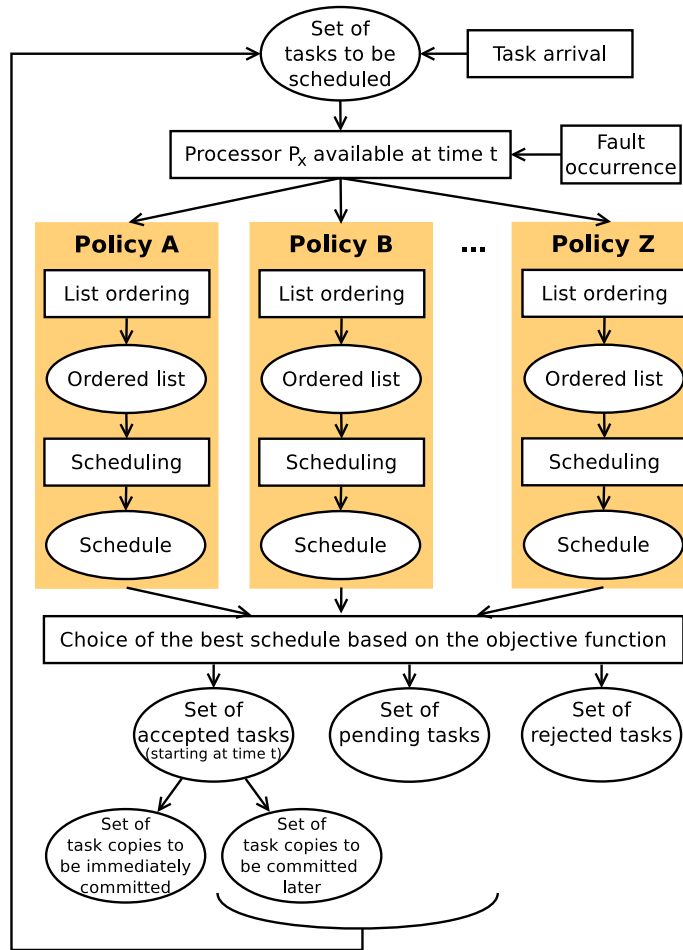 Set of
tasks to be
scheduled
Task arrival
Processor Px available at time t
Fault
occurrence
Policy A
Policy B
...
Policy Z
List ordering
List ordering
List ordering
Ordered list
Ordered list
Ordered list
Scheduling
Scheduling
Scheduling
Schedule
Schedule
Schedule
Choice of the best schedule based on the objective function
Set of
accepted tasks
(starting at time t)
Set of
pending tasks
Set of
rejected tasks
Set of
task copies to
be immediately
committed
Set of
task copies to
be committed
later